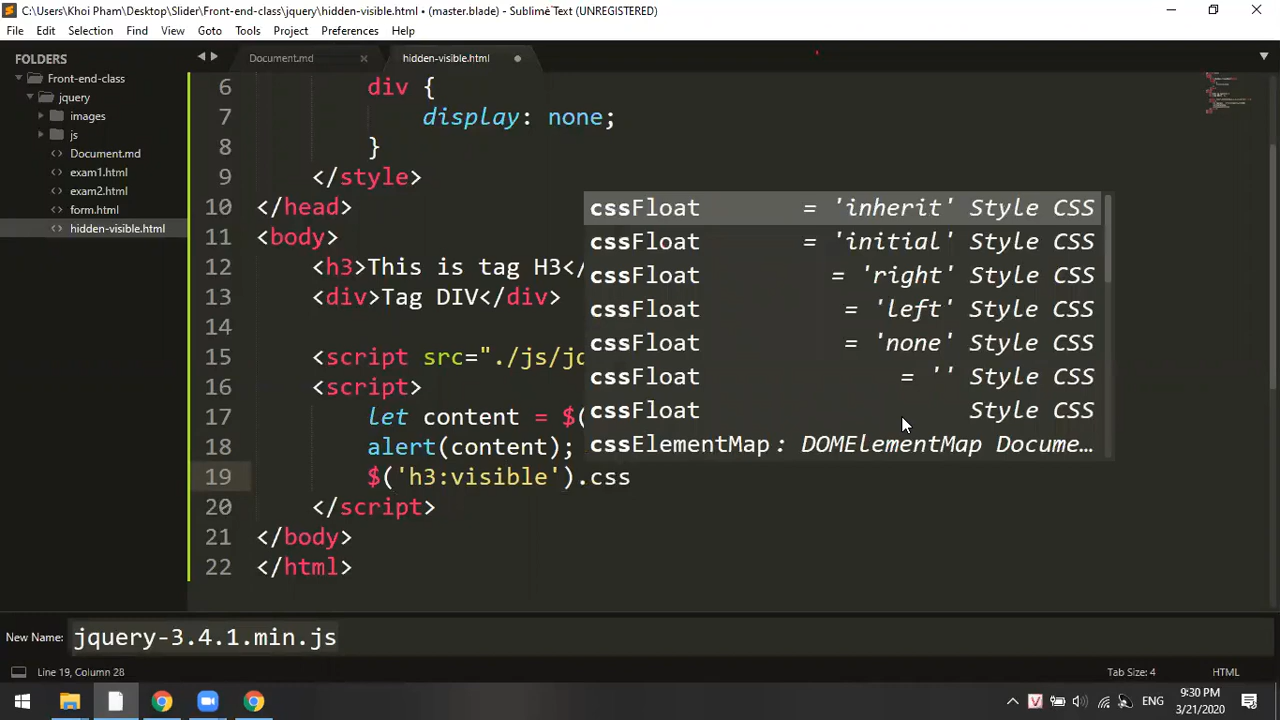 C:\Users\Khoi Pham\Desktop\Slider\Front-end-class\jquery\hidden-visible.html • (master.blade) - Sublime Text (UNREGISTERED)
File Edit Selection Find View Goto Tools Project Preferences Help
FOLDERS
Front-end-class
jquery
images
js
Document.md
exam1.html
exam2.html
form.html
hidden-visible.html
Document.md
hidden-visible.html
6 div {
7 display: none;
8 }
9 </style>
10 </head>
11 <body>
12 <h3>This is tag H3</
13 <div>Tag DIV</div>
14
15 <script src="./js/jq
16 <script>
17 let content = $(
18 alert(content);
19 $('h3:visible').css
20 </script>
21 </body>
22 </html>
cssFloat = 'inherit' Style CSS
cssFloat = 'initial' Style CSS
cssFloat = 'right' Style CSS
cssFloat = 'left' Style CSS
cssFloat = 'none' Style CSS
cssFloat = '' Style CSS
cssFloat Style CSS
cssElementMap: DOMElementMap Docume…
New Name: jquery-3.4.1.min.js
Line 19, Column 28
Tab Size: 4
HTML
ENG
9:30 PM
3/21/2020